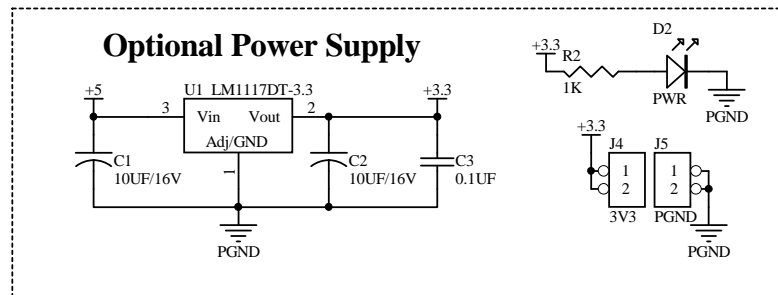 Optional Power Supply
+5
U1 LM1117DT-3.3
3
Vin
Vout
2
Adj/GND
1
+3.3
C1
10UF/16V
C2
10UF/16V
C3
0.1UF
PGND
+3.3
R2
1K
D2
PWR
PGND
+3.3
J4
1
2
3V3
J5
1
2
PGND
PGND